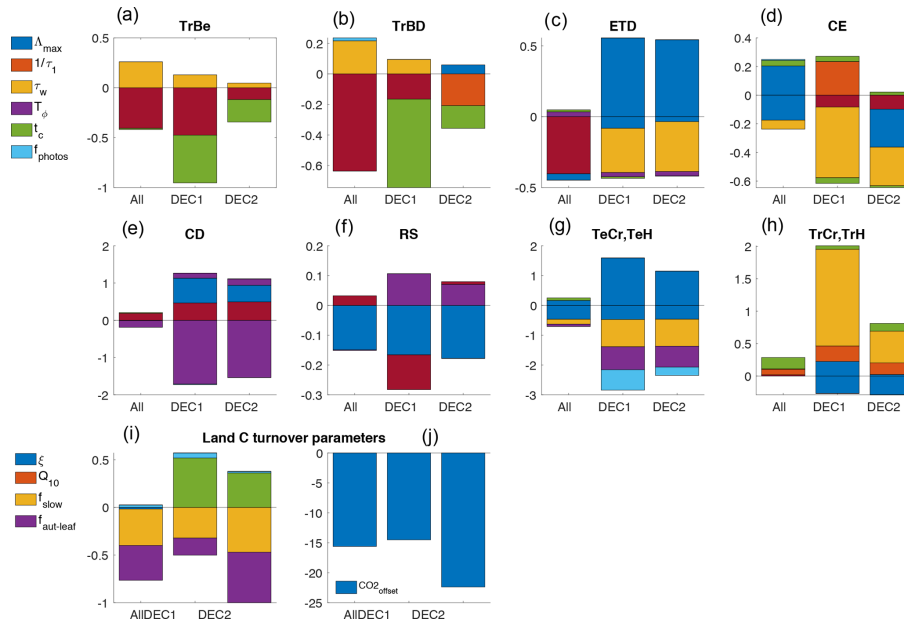 (a) TrBe
(b) TrBD
(c) ETD
(d) CE
Λmax
1/τ1
τw
Tϕ
tc
fphotos
0.5
0
-0.5
-1
All DEC1 DEC2
0.2
0
-0.2
-0.4
-0.6
All DEC1 DEC2
0.5
0
-0.5
All DEC1 DEC2
0.4
0.2
0
-0.2
-0.4
-0.6
All DEC1 DEC2
(e) CD
(f) RS
(g) TeCr,TeH
(h) TrCr,TrH
2
1
0
-1
-2
All DEC1 DEC2
0.2
0.1
0
-0.1
-0.2
-0.3
All DEC1 DEC2
2
1
0
-1
-2
-3
All DEC1 DEC2
2
1.5
1
0.5
0
All DEC1 DEC2
(i) Land C turnover parameters (j)
ξ
Q10
fslow
faut-leaf
0.5
0
-0.5
-1
AllDEC1 DEC2
0
-5
-10
-15
-20
-25
CO2offset
AllDEC1 DEC2